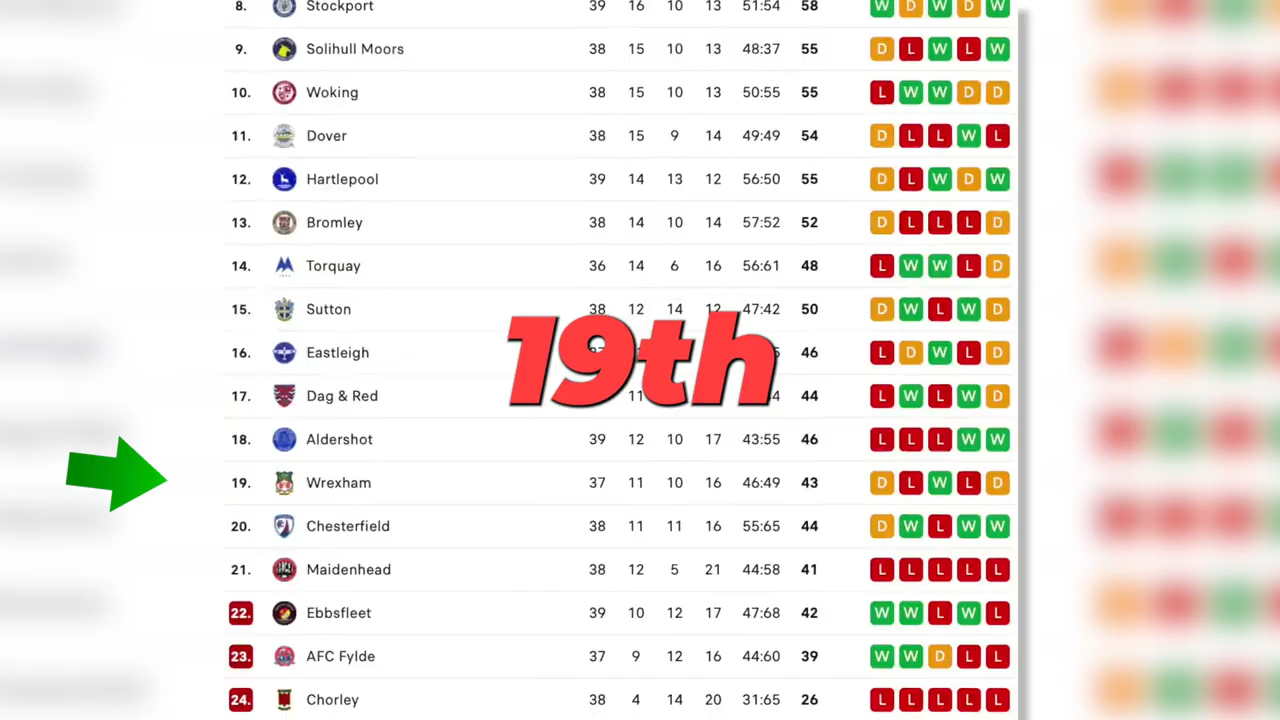 8. Stockport 39 16 10 13 51:54 58 W D W D W
9. Solihull Moors 38 15 10 13 48:37 55 D L W L W
10. Woking 38 15 10 13 50:55 55 L W W D D
11. Dover 38 15 9 14 49:49 54 D L L W L
12. Hartlepool 39 14 13 12 56:50 55 D L W D W
13. Bromley 38 14 10 14 57:52 52 D L L L D
14. Torquay 36 14 6 16 56:61 48 L W W L D
15. Sutton 38 12 14 12 47:42 50 D W L W D
19th
16. Eastleigh 46 L D W L D
17. Dag & Red 11 44 L W L W D
18. Aldershot 39 12 10 17 43:55 46 L L L W W
19. Wrexham 37 11 10 16 46:49 43 D L W L D
20. Chesterfield 38 11 11 16 55:65 44 D W L W W
21. Maidenhead 38 12 5 21 44:58 41 L L L L L
22. Ebbsfleet 39 10 12 17 47:68 42 W W L W L
23. AFC Fylde 37 9 12 16 44:60 39 W W D L L
24. Chorley 38 4 14 20 31:65 26 L L L L L